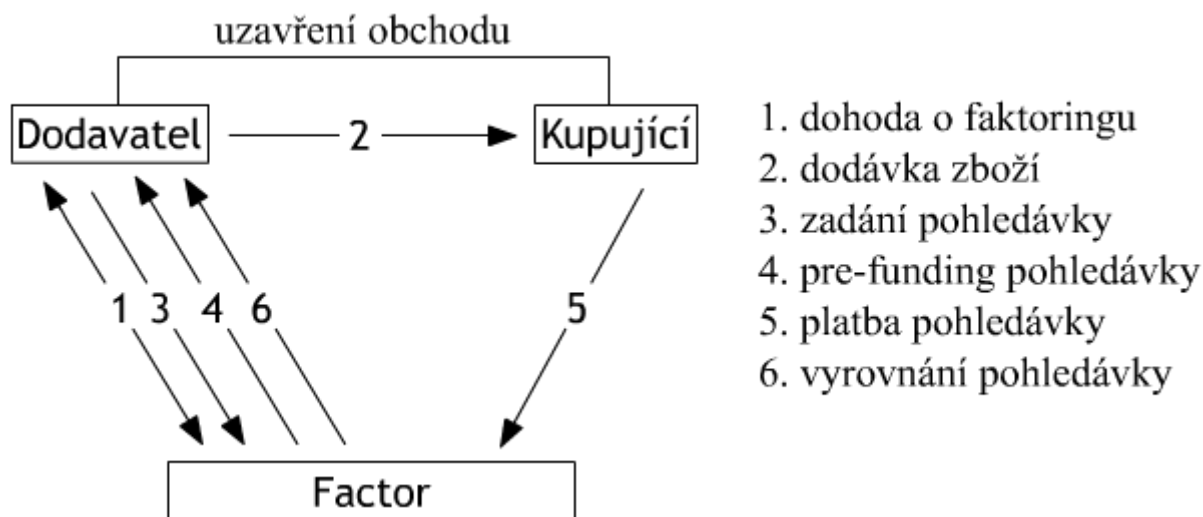 uzavření obchodu
Dodavatel
2
Kupující
1
3
4
6
5
Factor
1. dohoda o faktoringu
2. dodávka zboží
3. zadání pohledávky
4. pre-funding pohledávky
5. platba pohledávky
6. vyrovnání pohledávky